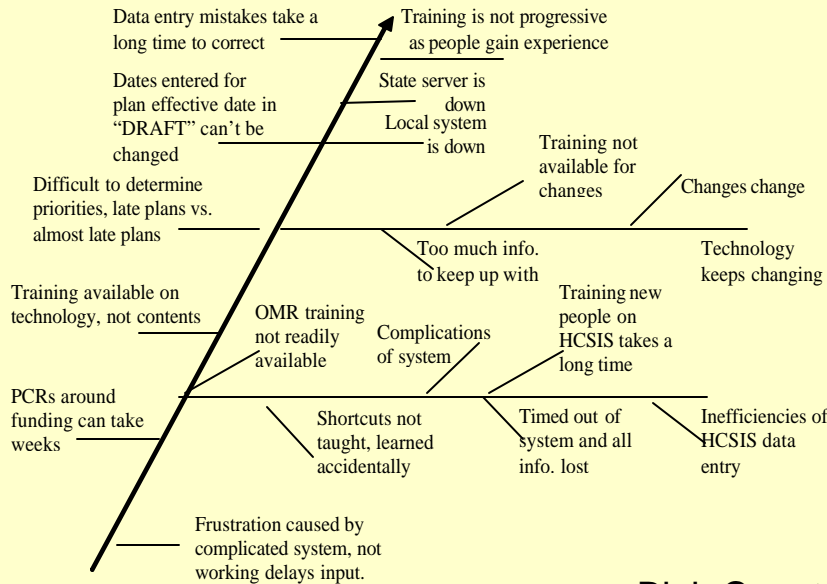 Data entry mistakes take a
long time to correct
Training is not progressive
as people gain experience
Dates entered for
plan effective date in
“DRAFT” can’t be
changed
State server is
down
Local system
is down
Training not
available for
changes
Changes change
Difficult to determine
priorities, late plans vs.
almost late plans
Too much info.
to keep up with
Technology
keeps changing
Training available on
technology, not contents
OMR training
not readily
available
Complications
of system
Training new
people on
HCSIS takes a
long time
PCRs around
funding can take
weeks
Shortcuts not
taught, learned
accidentally
Timed out of
system and all
info. lost
Inefficiencies of
HCSIS data
entry
Frustration caused by
complicated system, not
working delays input.